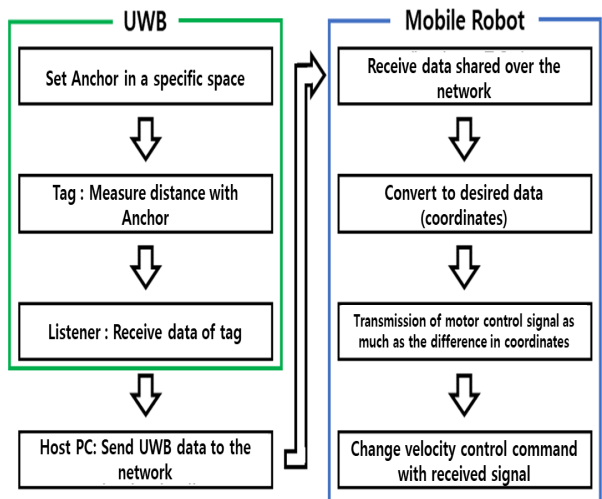 UWB
Set Anchor in a specific space
Tag : Measure distance with
Anchor
Listener : Receive data of tag
Host PC: Send UWB data to the
network
Mobile Robot
Receive data shared over the
network
Convert to desired data
(coordinates)
Transmission of motor control signal as
much as the difference in coordinates
Change velocity control command
with received signal